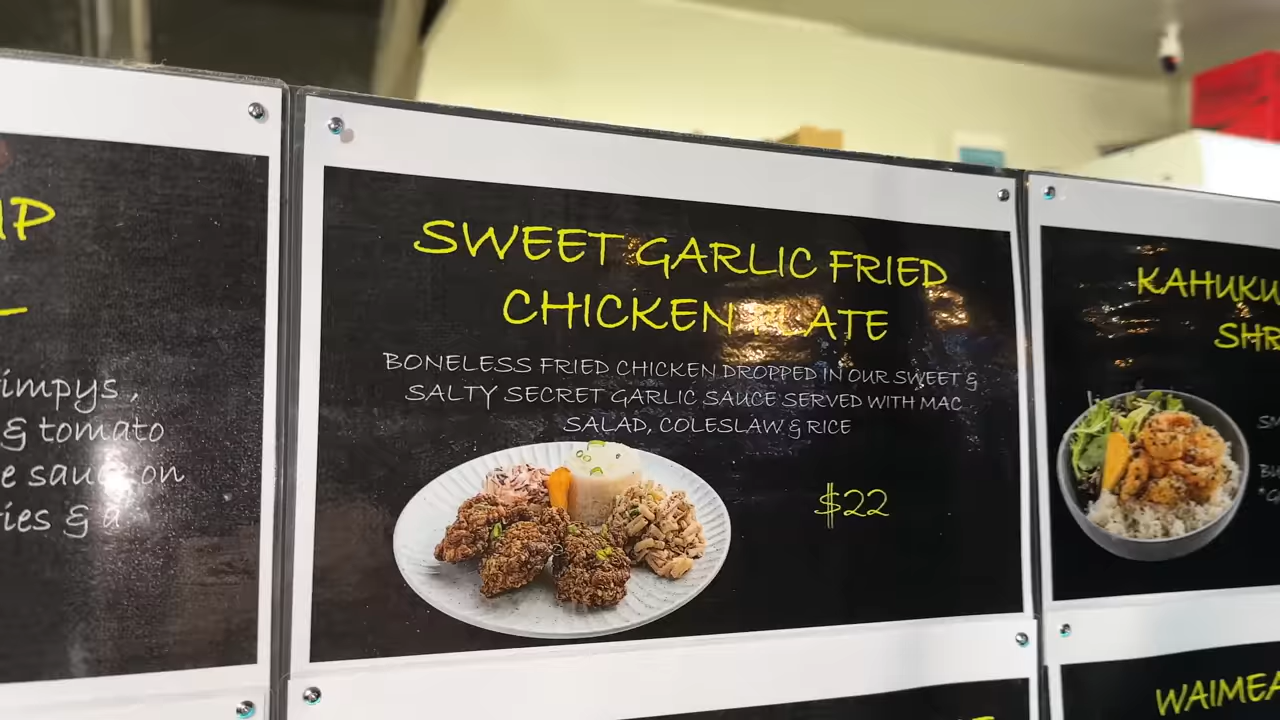 impys,
& tomato
e sauce on
ies & a
SWEET GARLIC FRIED
CHICKEN PLATE
BONELESS FRIED CHICKEN DROPPED IN OUR SWEET &
SALTY SECRET GARLIC SAUCE SERVED WITH MAC
SALAD, COLESLAW & RICE
$22
KAHUKU
SHR
WAIMEA